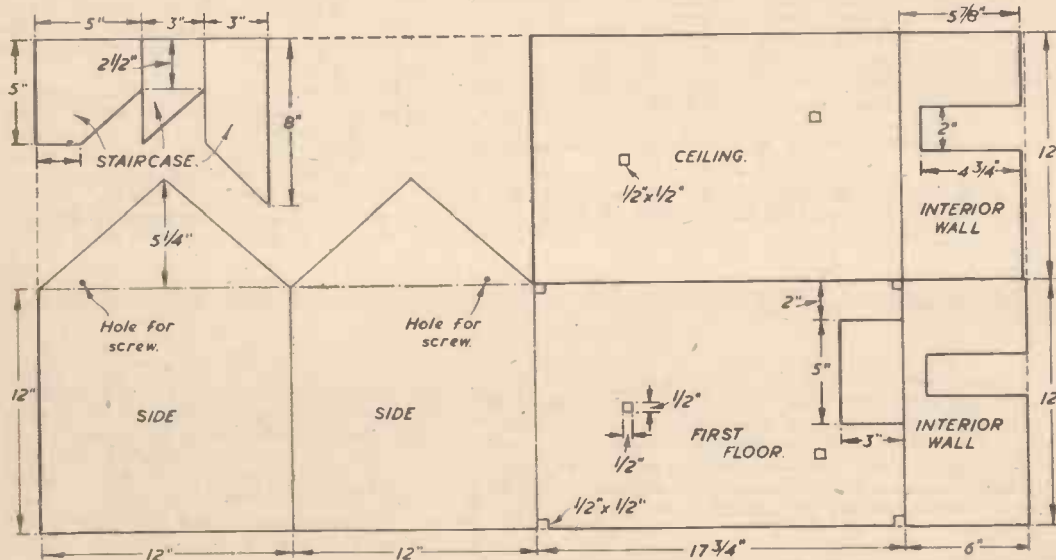 5"
3"
3"
5 7/8"
2 1/2"
5"
8"
12"
2"
STAIRCASE.
CEILING.
1/2" x 1/2"
4 3/4"
INTERIOR
WALL
5 1/4"
Hole for
screw.
Hole for
screw.
2"
5"
12"
SIDE
SIDE
1/2"
1/2"
FIRST
FLOOR.
3"
INTERIOR
WALL
12"
1/2" x 1/2"
12"
12"
17 3/4"
6"